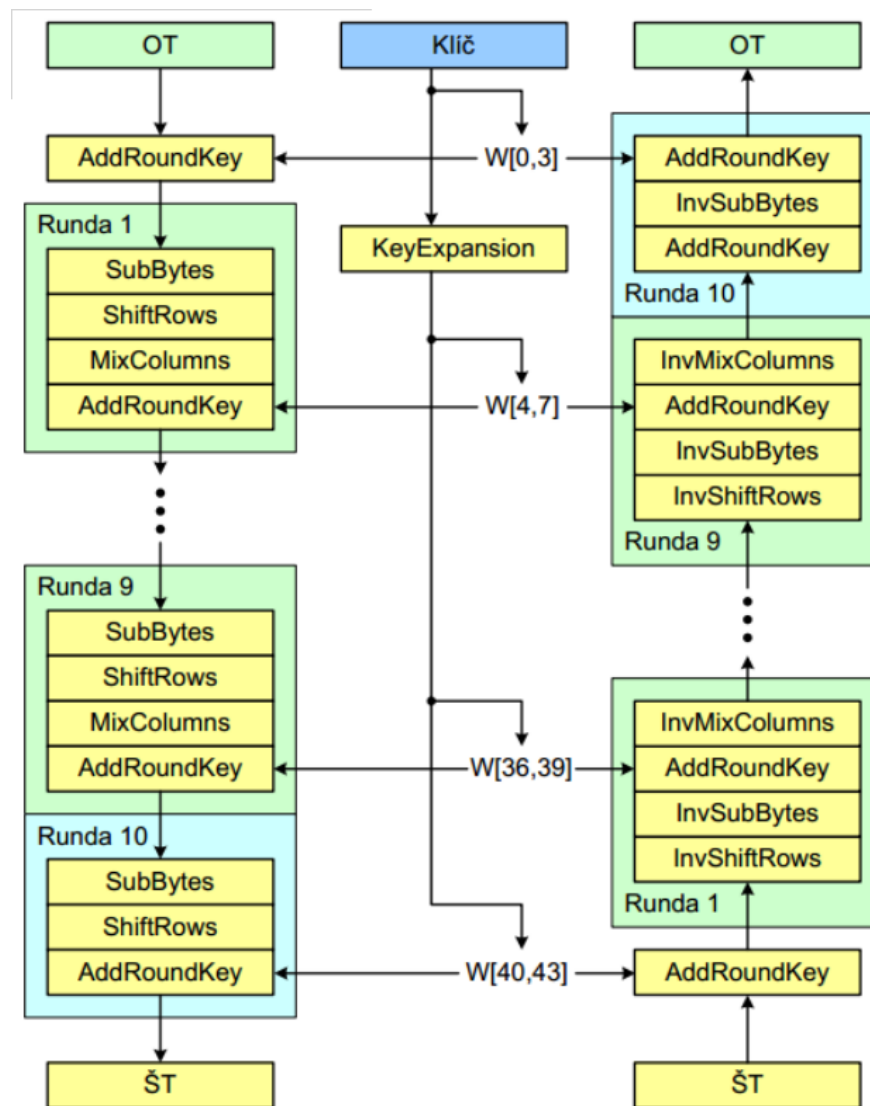 OT
AddRoundKey
Runda 1
SubBytes
ShiftRows
MixColumns
AddRoundKey
Runda 9
SubBytes
ShiftRows
MixColumns
AddRoundKey
Runda 10
SubBytes
ShiftRows
AddRoundKey
ŠT
Klíč
W[0,3]
KeyExpansion
W[4,7]
W[36,39]
W[40,43]
OT
AddRoundKey
InvSubBytes
AddRoundKey
Runda 10
InvMixColumns
AddRoundKey
InvSubBytes
InvShiftRows
Runda 9
InvMixColumns
AddRoundKey
InvSubBytes
InvShiftRows
Runda 1
AddRoundKey
ŠT